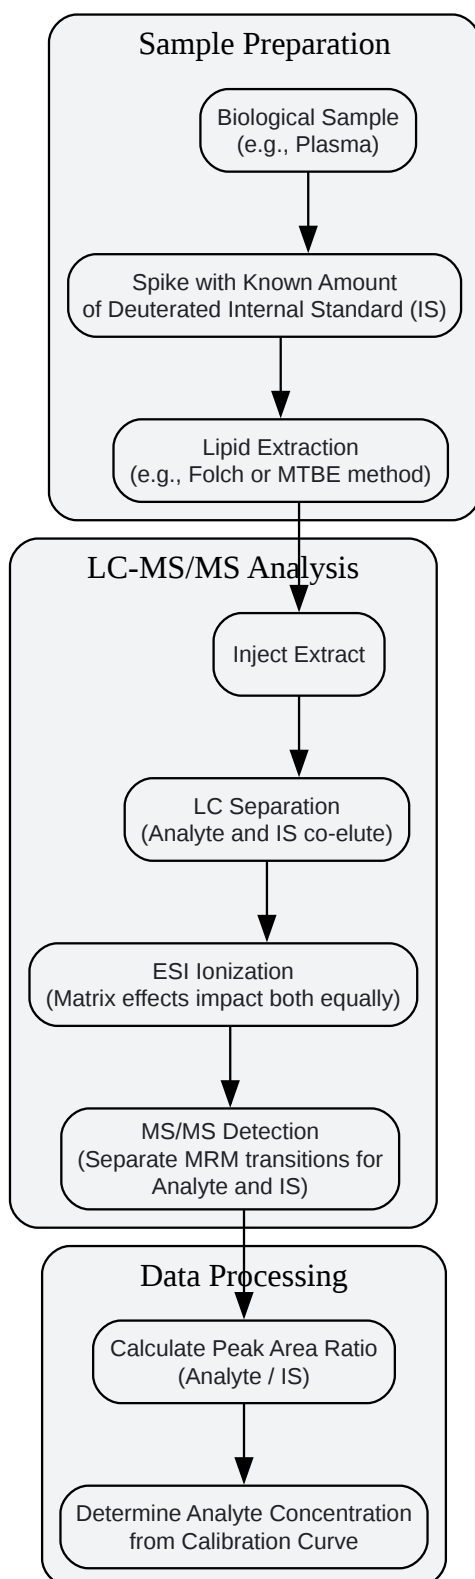 Sample Preparation
Biological Sample
(e.g., Plasma)
Spike with Known Amount
of Deuterated Internal Standard (IS)
Lipid Extraction
(e.g., Folch or MTBE method)
LC-MS/MS Analysis
Inject Extract
LC Separation
(Analyte and IS co-elute)
ESI Ionization
(Matrix effects impact both equally)
MS/MS Detection
(Separate MRM transitions for
Analyte and IS)
Data Processing
Calculate Peak Area Ratio
(Analyte / IS)
Determine Analyte Concentration
from Calibration Curve